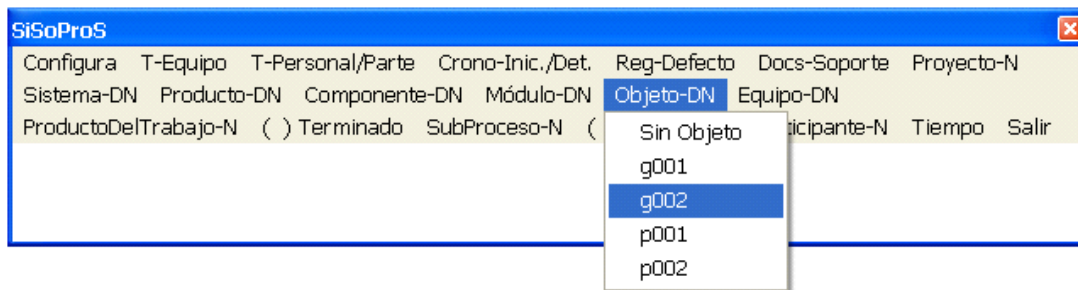 SiSoProS
Configura T-Equipo T-Personal/Parte Crono-Inic./Det. Reg-Defecto Docs-Soporte Proyecto-N
Sistema-DN Producto-DN Componente-DN Módulo-DN Objeto-DN Equipo-DN
ProductoDelTrabajo-N ( ) Terminado SubProceso-N ( ticipante-N Tiempo Salir
Sin Objeto
g001
g002
p001
p002